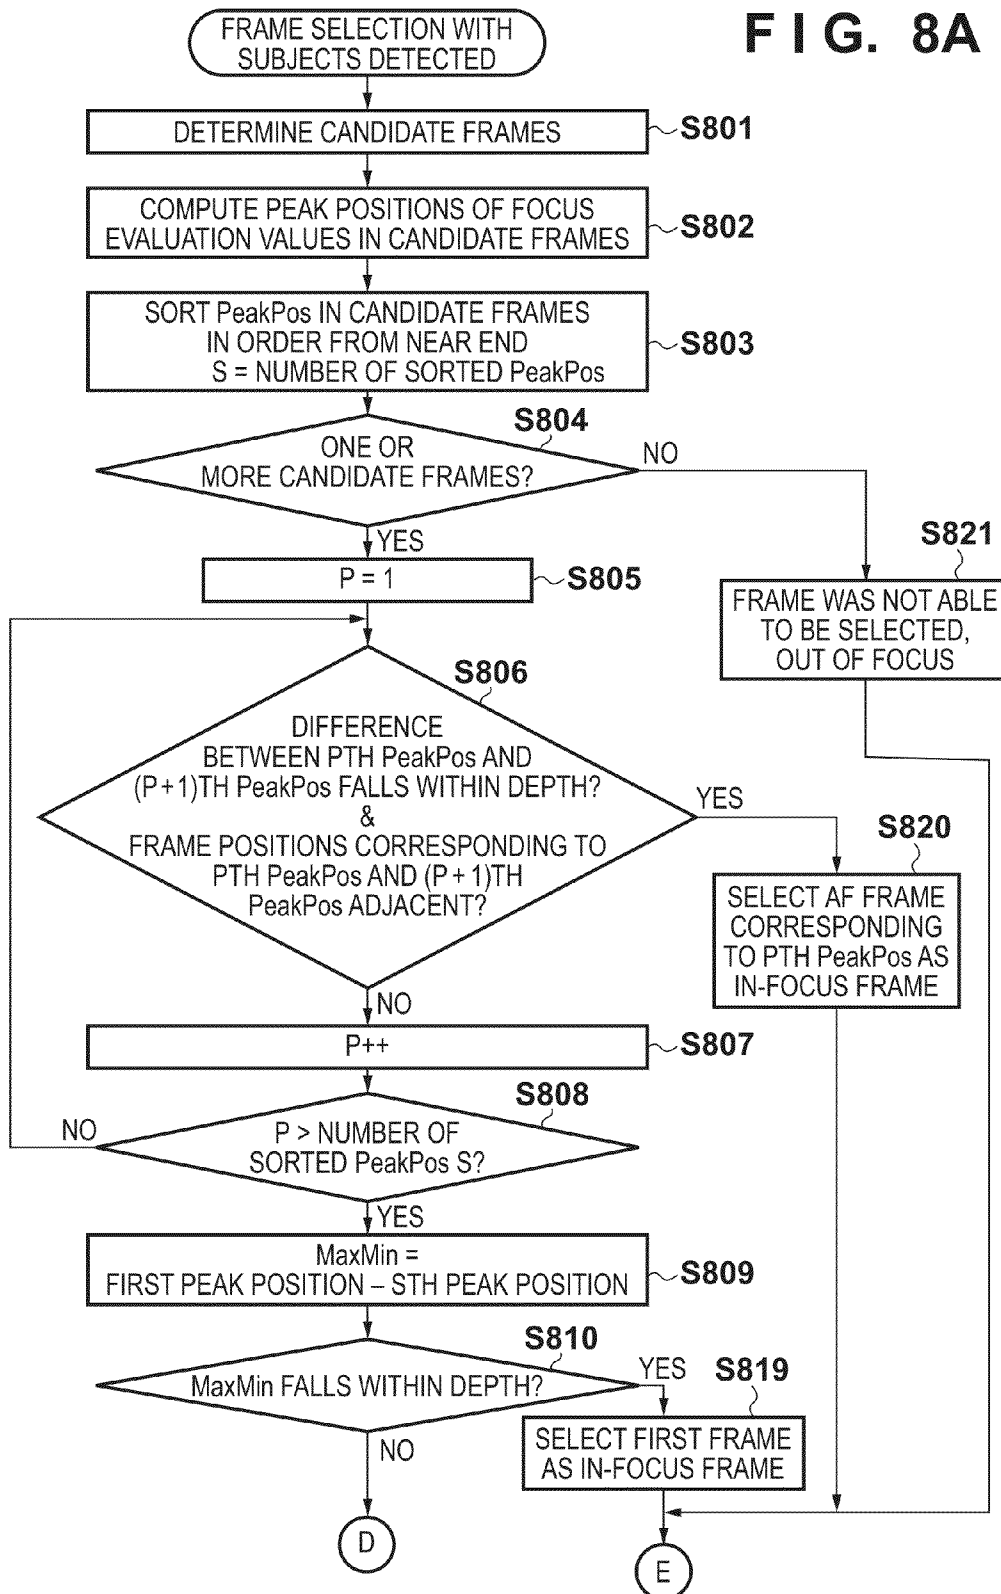 FIG. 8A
FRAME SELECTION WITH
SUBJECTS DETECTED
DETERMINE CANDIDATE FRAMES
S801
COMPUTE PEAK POSITIONS OF FOCUS
EVALUATION VALUES IN CANDIDATE FRAMES
S802
SORT PeakPos IN CANDIDATE FRAMES
IN ORDER FROM NEAR END
S = NUMBER OF SORTED PeakPos
S803
S804
ONE OR
MORE CANDIDATE FRAMES?
NO
YES
P = 1
S805
S821
FRAME WAS NOT ABLE
TO BE SELECTED,
OUT OF FOCUS
S806
DIFFERENCE
BETWEEN PTH PeakPos AND
(P+1)TH PeakPos FALLS WITHIN DEPTH?
&
FRAME POSITIONS CORRESPONDING TO
PTH PeakPos AND (P+1)TH
PeakPos ADJACENT?
YES
S820
SELECT AF FRAME
CORRESPONDING
TO PTH PeakPos AS
IN-FOCUS FRAME
NO
P++
S807
S808
P > NUMBER OF
SORTED PeakPos S?
NO
YES
MaxMin =
FIRST PEAK POSITION – STH PEAK POSITION
S809
S810
MaxMin FALLS WITHIN DEPTH?
YES
S819
SELECT FIRST FRAME
AS IN-FOCUS FRAME
NO
D
E